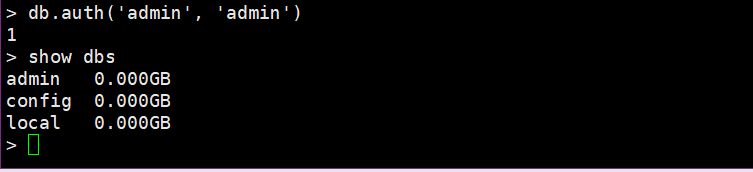 > db.auth('admin', 'admin')
1
> show dbs
admin   0.000GB
config  0.000GB
local   0.000GB
>